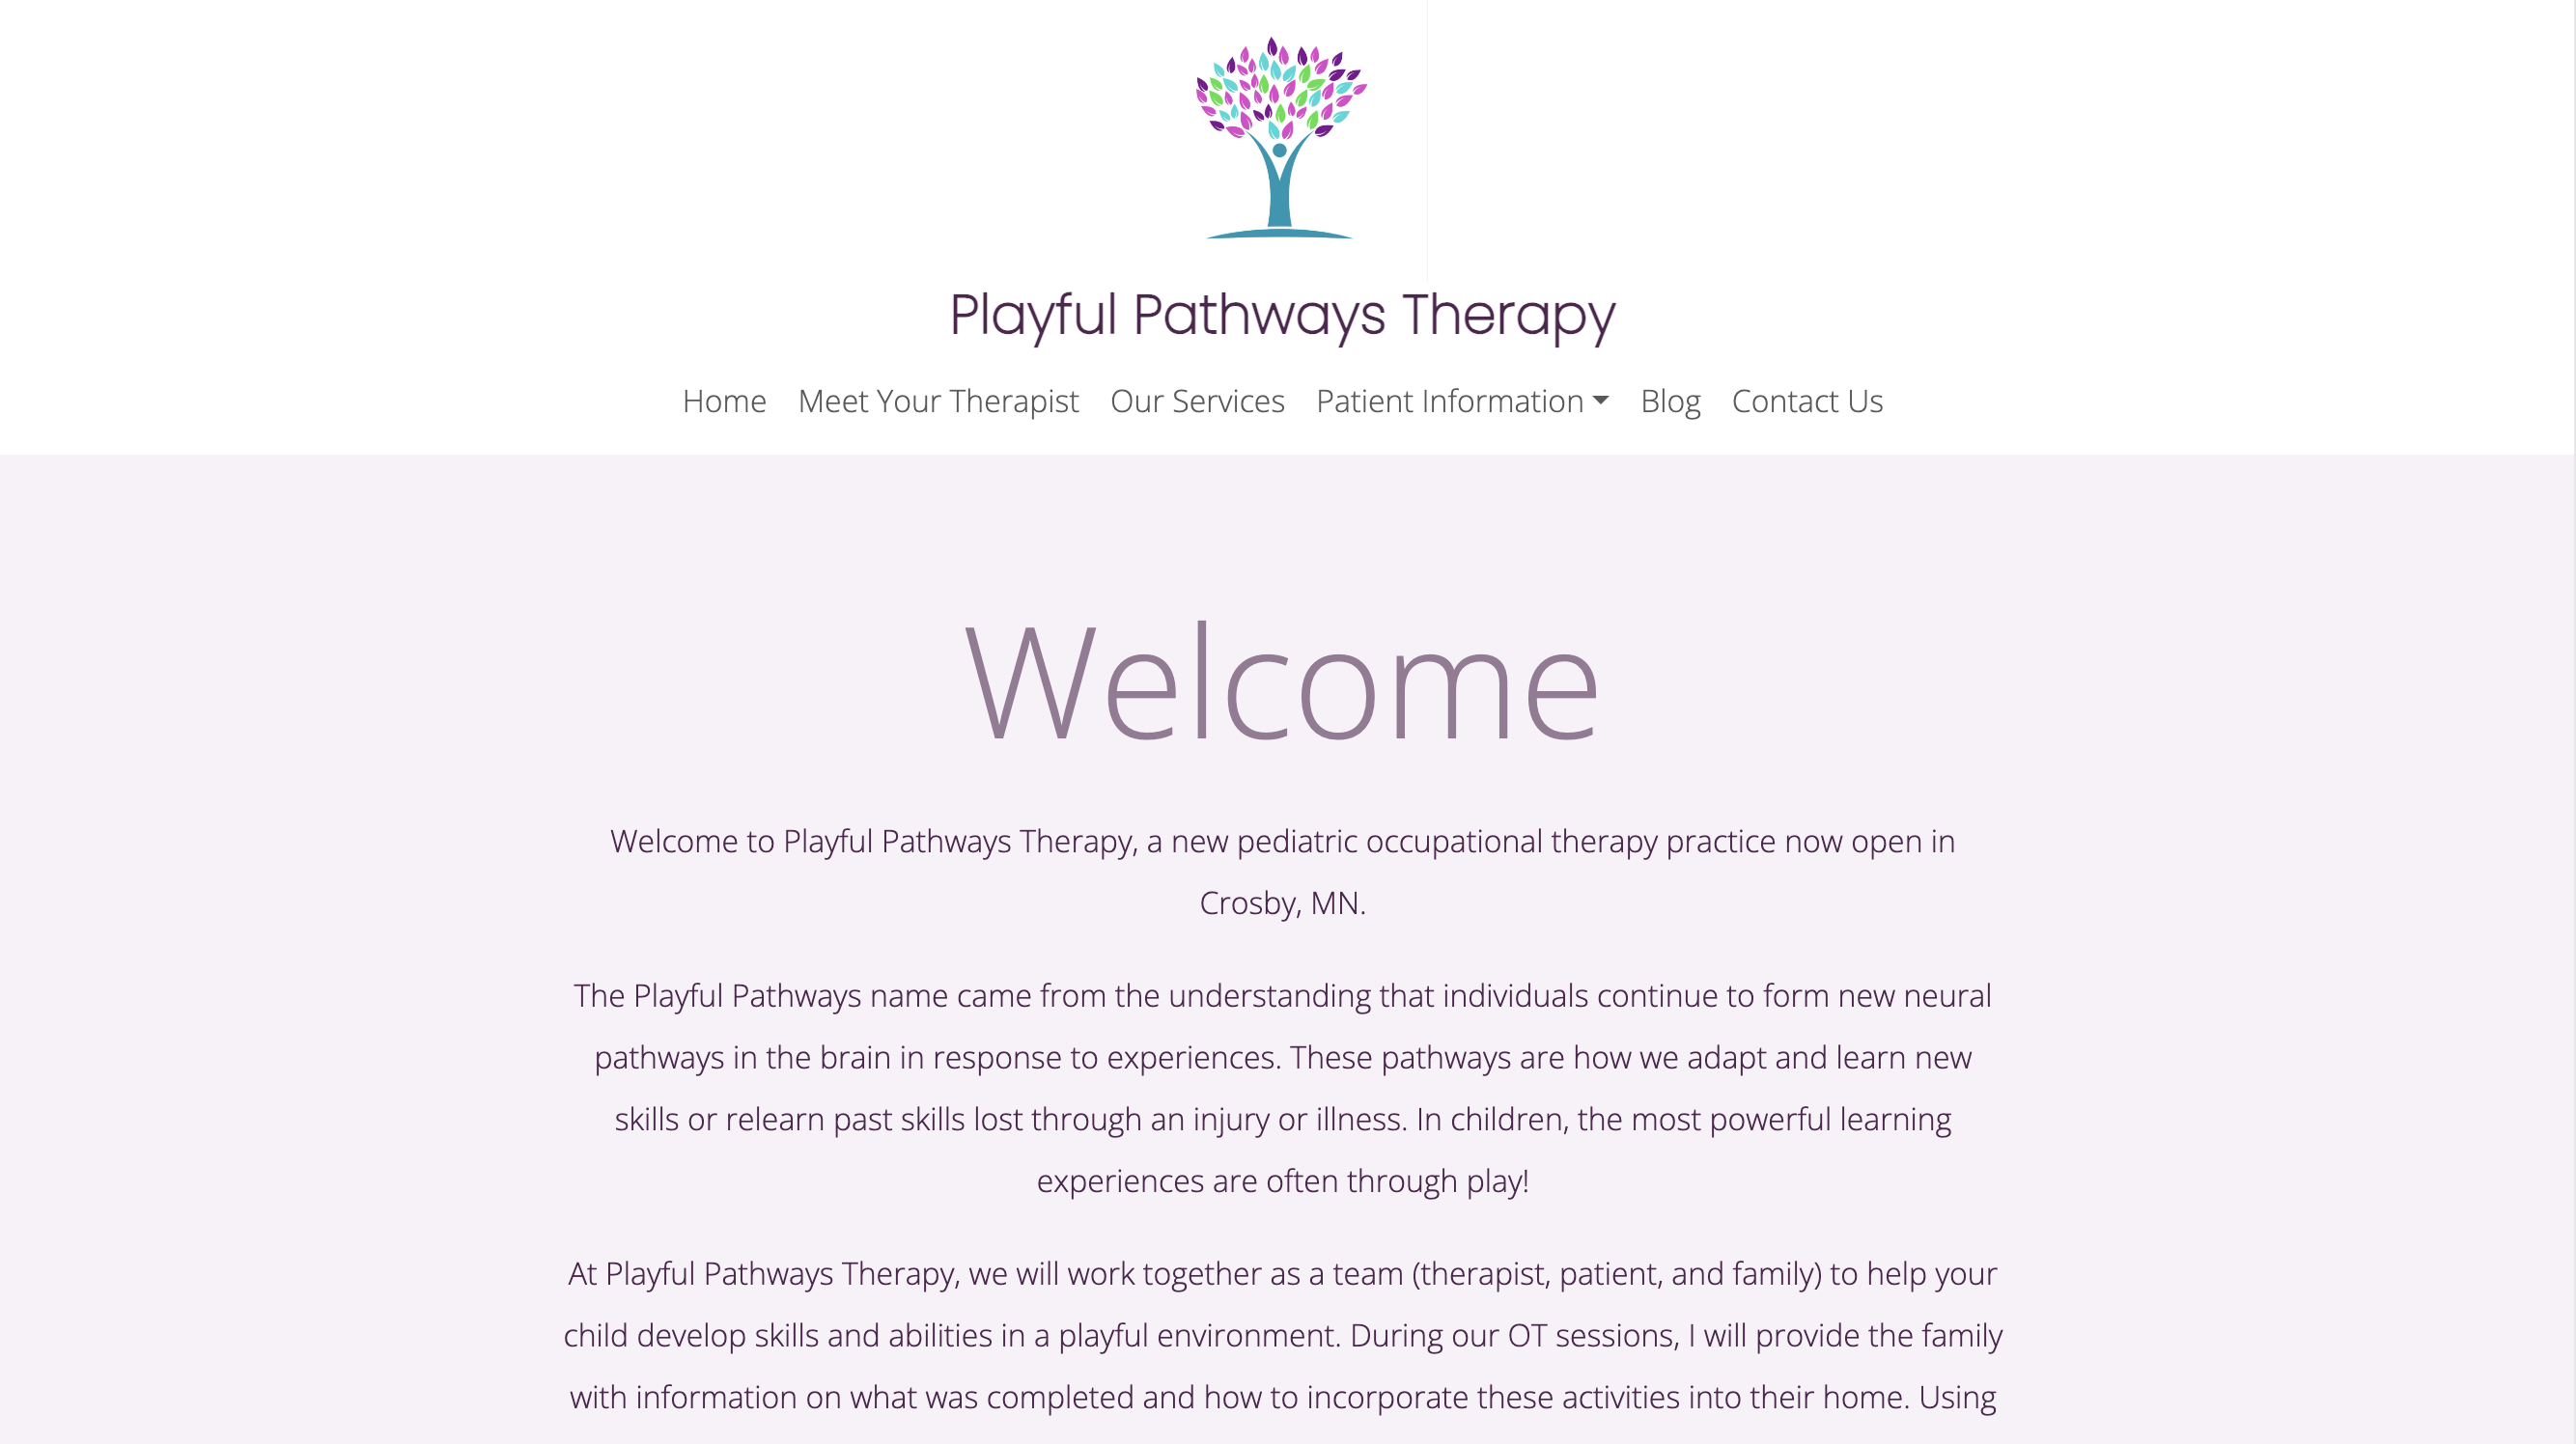 Playful Pathways Therapy
Home Meet Your Therapist Our Services Patient Information Blog Contact Us
Welcome
Welcome to Playful Pathways Therapy, a new pediatric occupational therapy practice now open in
Crosby, MN.
The Playful Pathways name came from the understanding that individuals continue to form new neural
pathways in the brain in response to experiences. These pathways are how we adapt and learn new
skills or relearn past skills lost through an injury or illness. In children, the most powerful learning
experiences are often through play!
At Playful Pathways Therapy, we will work together as a team (therapist, patient, and family) to help your
child develop skills and abilities in a playful environment. During our OT sessions, I will provide the family
with information on what was completed and how to incorporate these activities into their home. Using